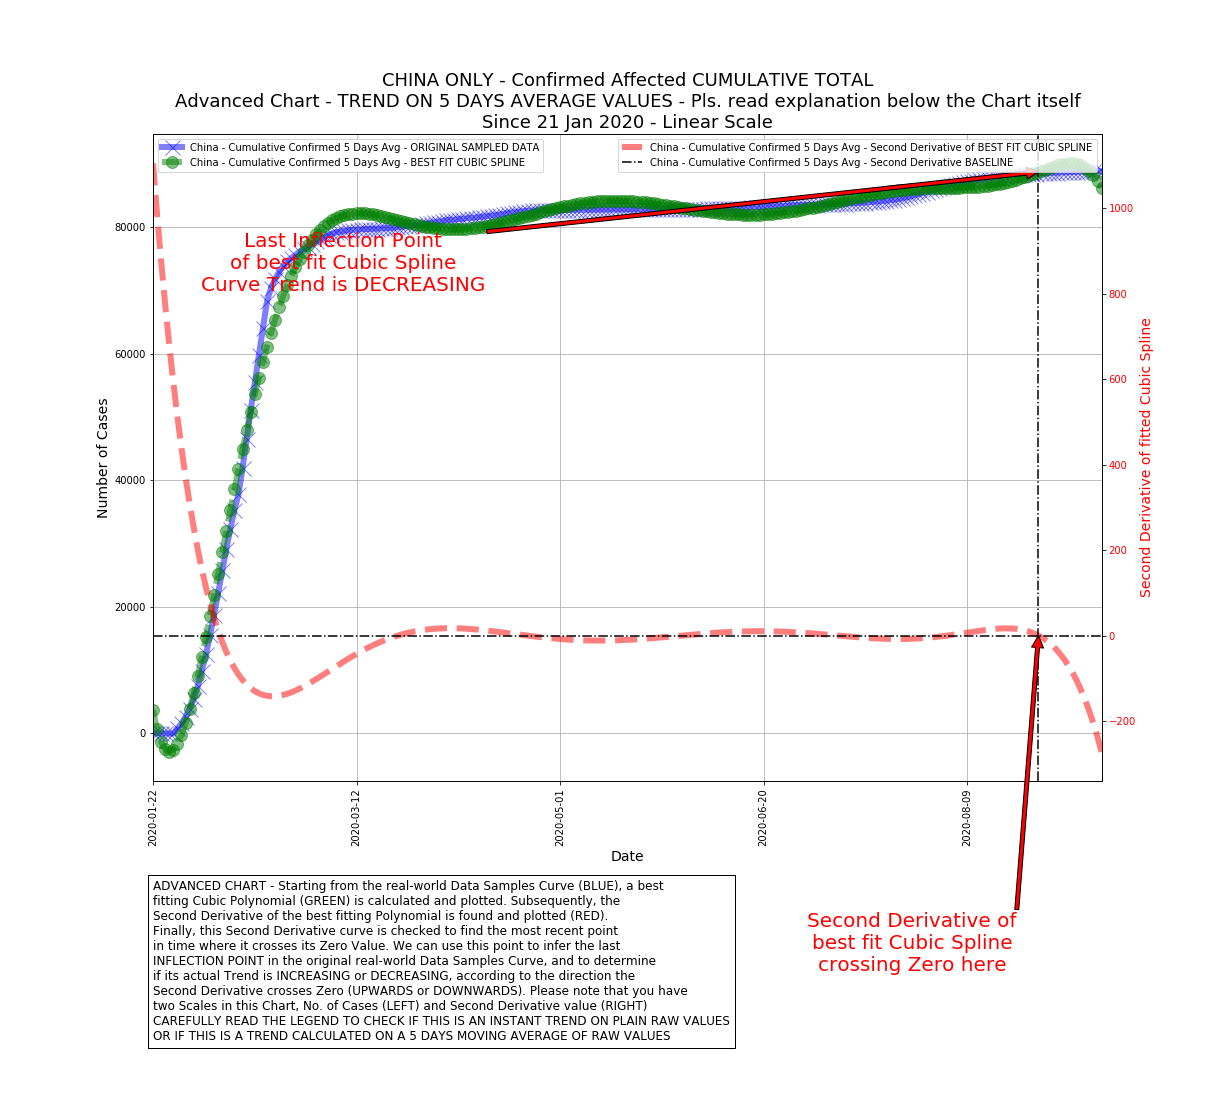 CHINA ONLY - Confirmed Affected CUMULATIVE TOTAL
Advanced Chart - TREND ON 5 DAYS AVERAGE VALUES - Pls. read explanation below the Chart itself
Since 21 Jan 2020 - Linear Scale
China - Cumulative Confirmed 5 Days Avg - ORIGINAL SAMPLED DATA
China - Cumulative Confirmed 5 Days Avg - BEST FIT CUBIC SPLINE
China - Cumulative Confirmed 5 Days Avg - Second Derivative of BEST FIT CUBIC SPLINE
China - Cumulative Confirmed 5 Days Avg - Second Derivative BASELINE
Last Inflection Point
of best fit Cubic Spline
Curve Trend is DECREASING
80000
60000
40000
20000
0
Number of Cases
1000
800
600
400
200
0
−200
Second Derivative of fitted Cubic Spline
2020-01-22
2020-03-12
2020-05-01
2020-06-20
2020-08-09
Date
ADVANCED CHART - Starting from the real-world Data Samples Curve (BLUE), a best
fitting Cubic Polynomial (GREEN) is calculated and plotted. Subsequently, the
Second Derivative of the best fitting Polynomial is found and plotted (RED).
Finally, this Second Derivative curve is checked to find the most recent point
in time where it crosses its Zero Value. We can use this point to infer the last
INFLECTION POINT in the original real-world Data Samples Curve, and to determine
if its actual Trend is INCREASING or DECREASING, according to the direction the
Second Derivative crosses Zero (UPWARDS or DOWNWARDS). Please note that you have
two Scales in this Chart, No. of Cases (LEFT) and Second Derivative value (RIGHT)
CAREFULLY READ THE LEGEND TO CHECK IF THIS IS AN INSTANT TREND ON PLAIN RAW VALUES
OR IF THIS IS A TREND CALCULATED ON A 5 DAYS MOVING AVERAGE OF RAW VALUES
Second Derivative of
best fit Cubic Spline
crossing Zero here